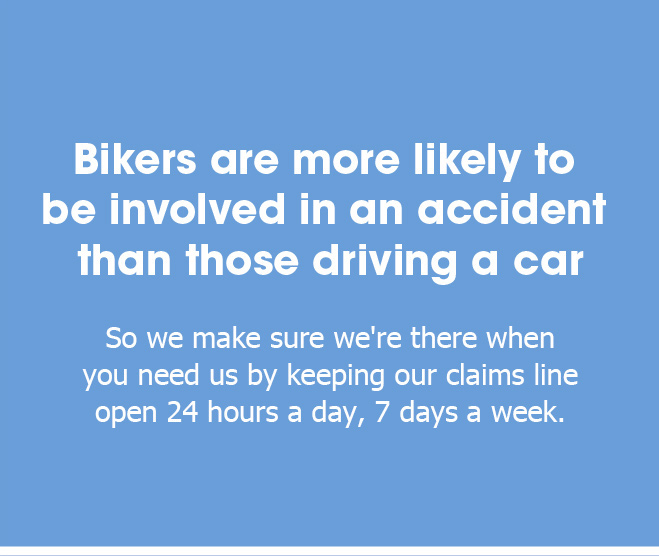 Bikers are more likely to
be involved in an accident
than those driving a car
So we make sure we're there when
you need us by keeping our claims line
open 24 hours a day, 7 days a week.